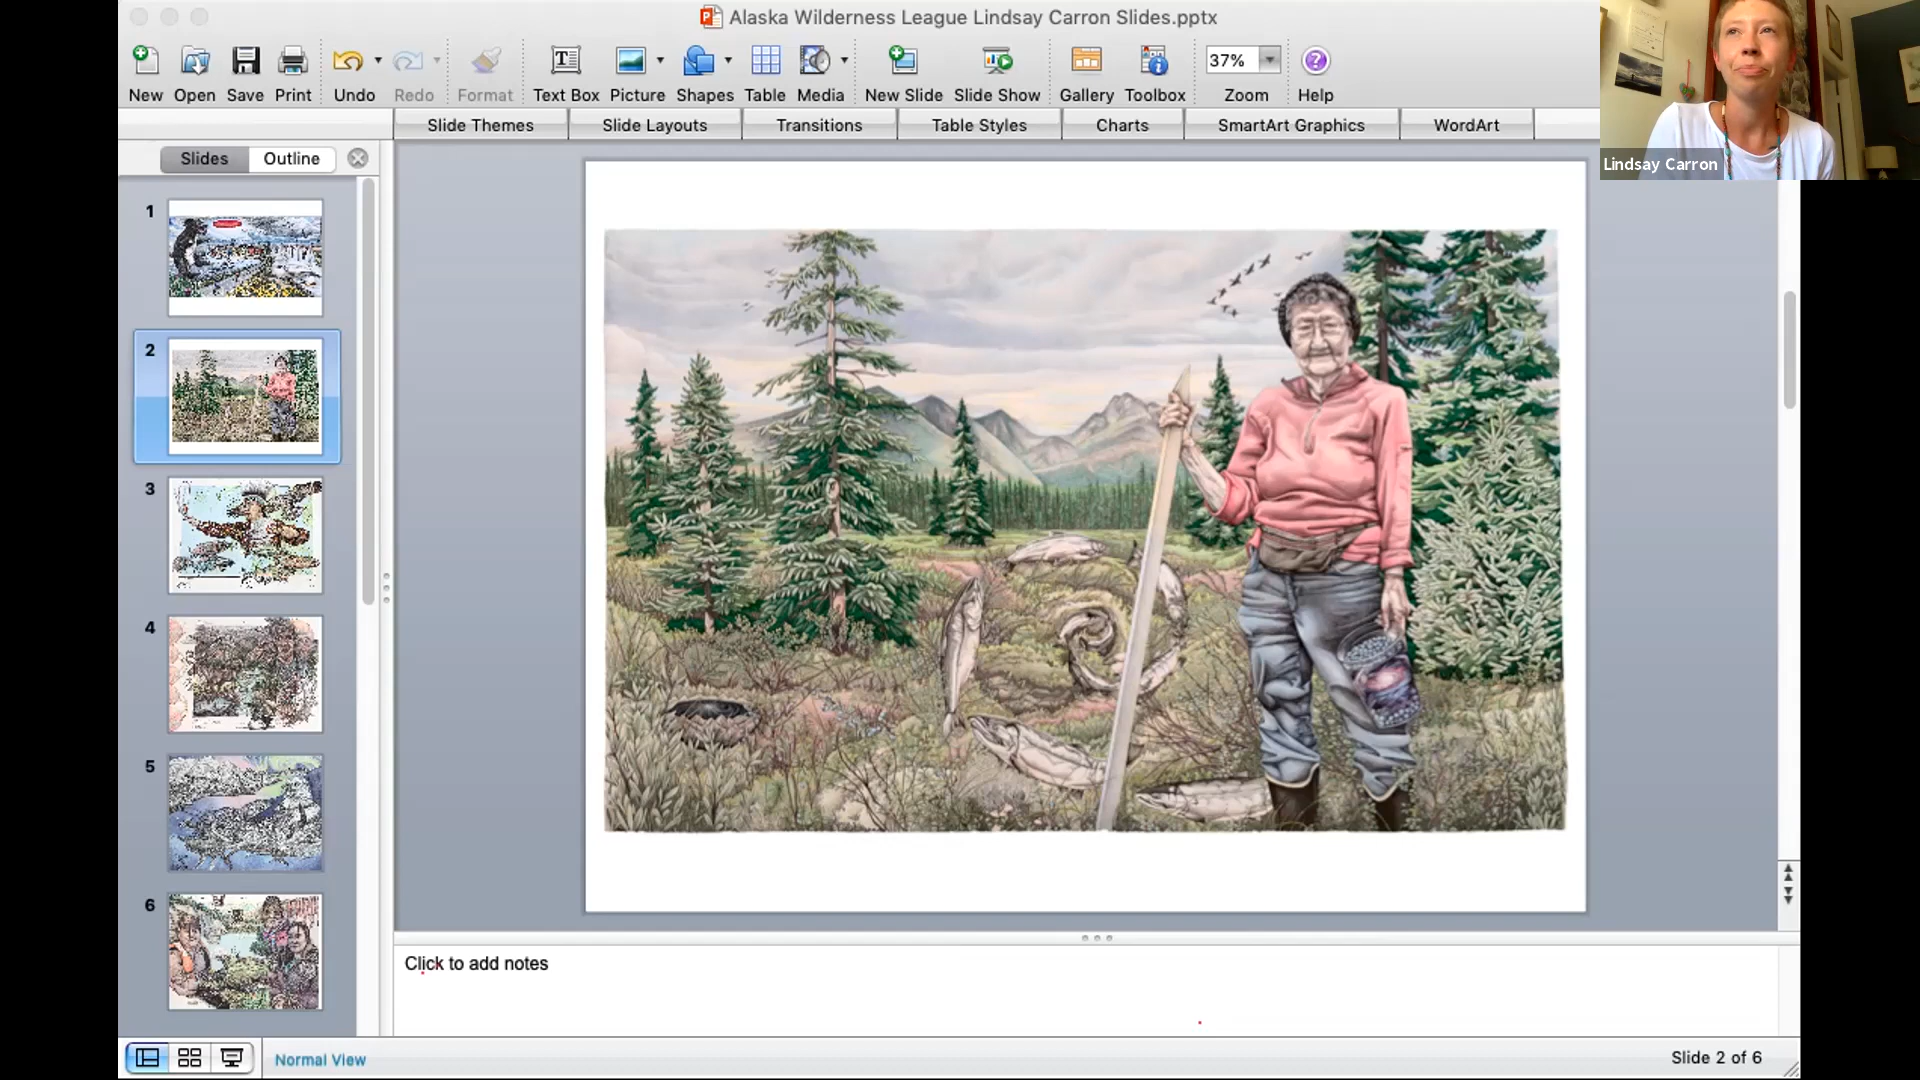 Alaska Wilderness League Lindsay Carron Slides.pptx
New Open Save Print Undo Redo Format Text Box Picture Shapes Table Media New Slide Slide Show Gallery Toolbox 37% Zoom Help
Slide Themes Slide Layouts Transitions Table Styles Charts SmartArt Graphics WordArt
Lindsay Carron
Slides Outline
1
2
3
4
5
6
Click to add notes
Normal View
Slide 2 of 6